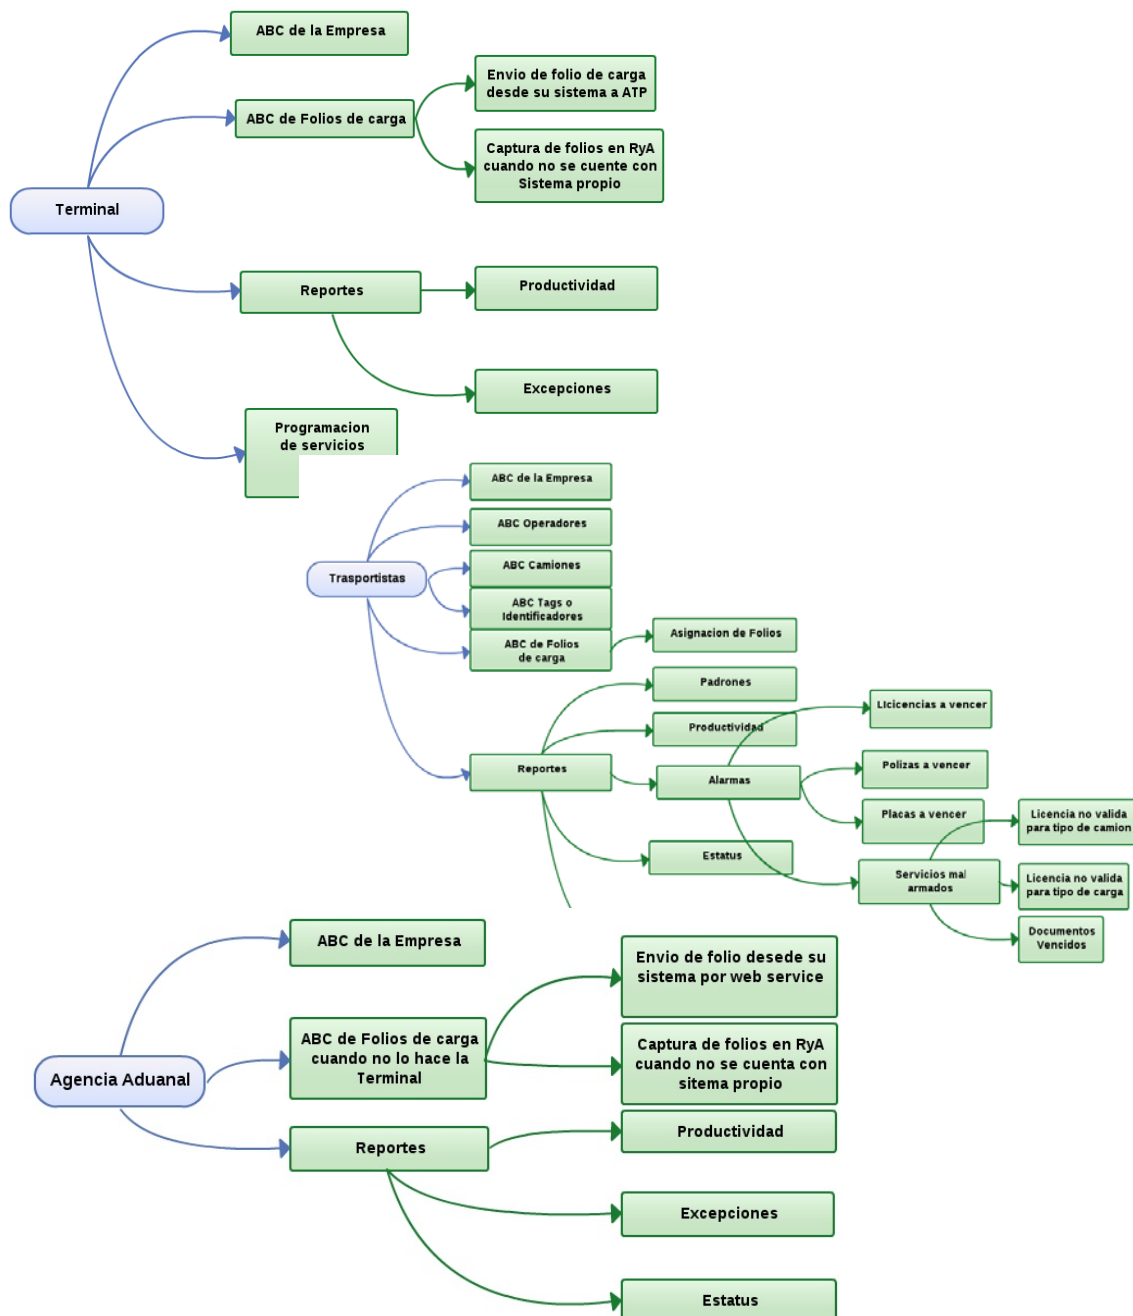 ABC de la Empresa
Envio de folio de carga
desde su sistema a ATP
ABC de Folios de carga
Captura de folios en RyA
cuando no se cuente con
Sistema propio
Terminal
Reportes
Productividad
Excepciones
Programacion
de servicios
ABC de la Empresa
ABC Operadores
ABC Camiones
Trasportistas
ABC Tags o
Identificadores
ABC de Folios
de carga
Asignacion de Folios
Padrones
Productividad
Reportes
Alarmas
Estatus
LIcicencias a vencer
Polizas a vencer
Placas a vencer
Servicios mal
armados
Licencia no valida
para tipo de camion
Licencia no valida
para tipo de carga
Documentos
Vencidos
ABC de la Empresa
Envio de folio desede su
sistema por web service
ABC de Folios de carga
cuando no lo hace la
Terminal
Captura de folios en RyA
cuando no se cuenta con
sitema propio
Agencia Aduanal
Reportes
Productividad
Excepciones
Estatus